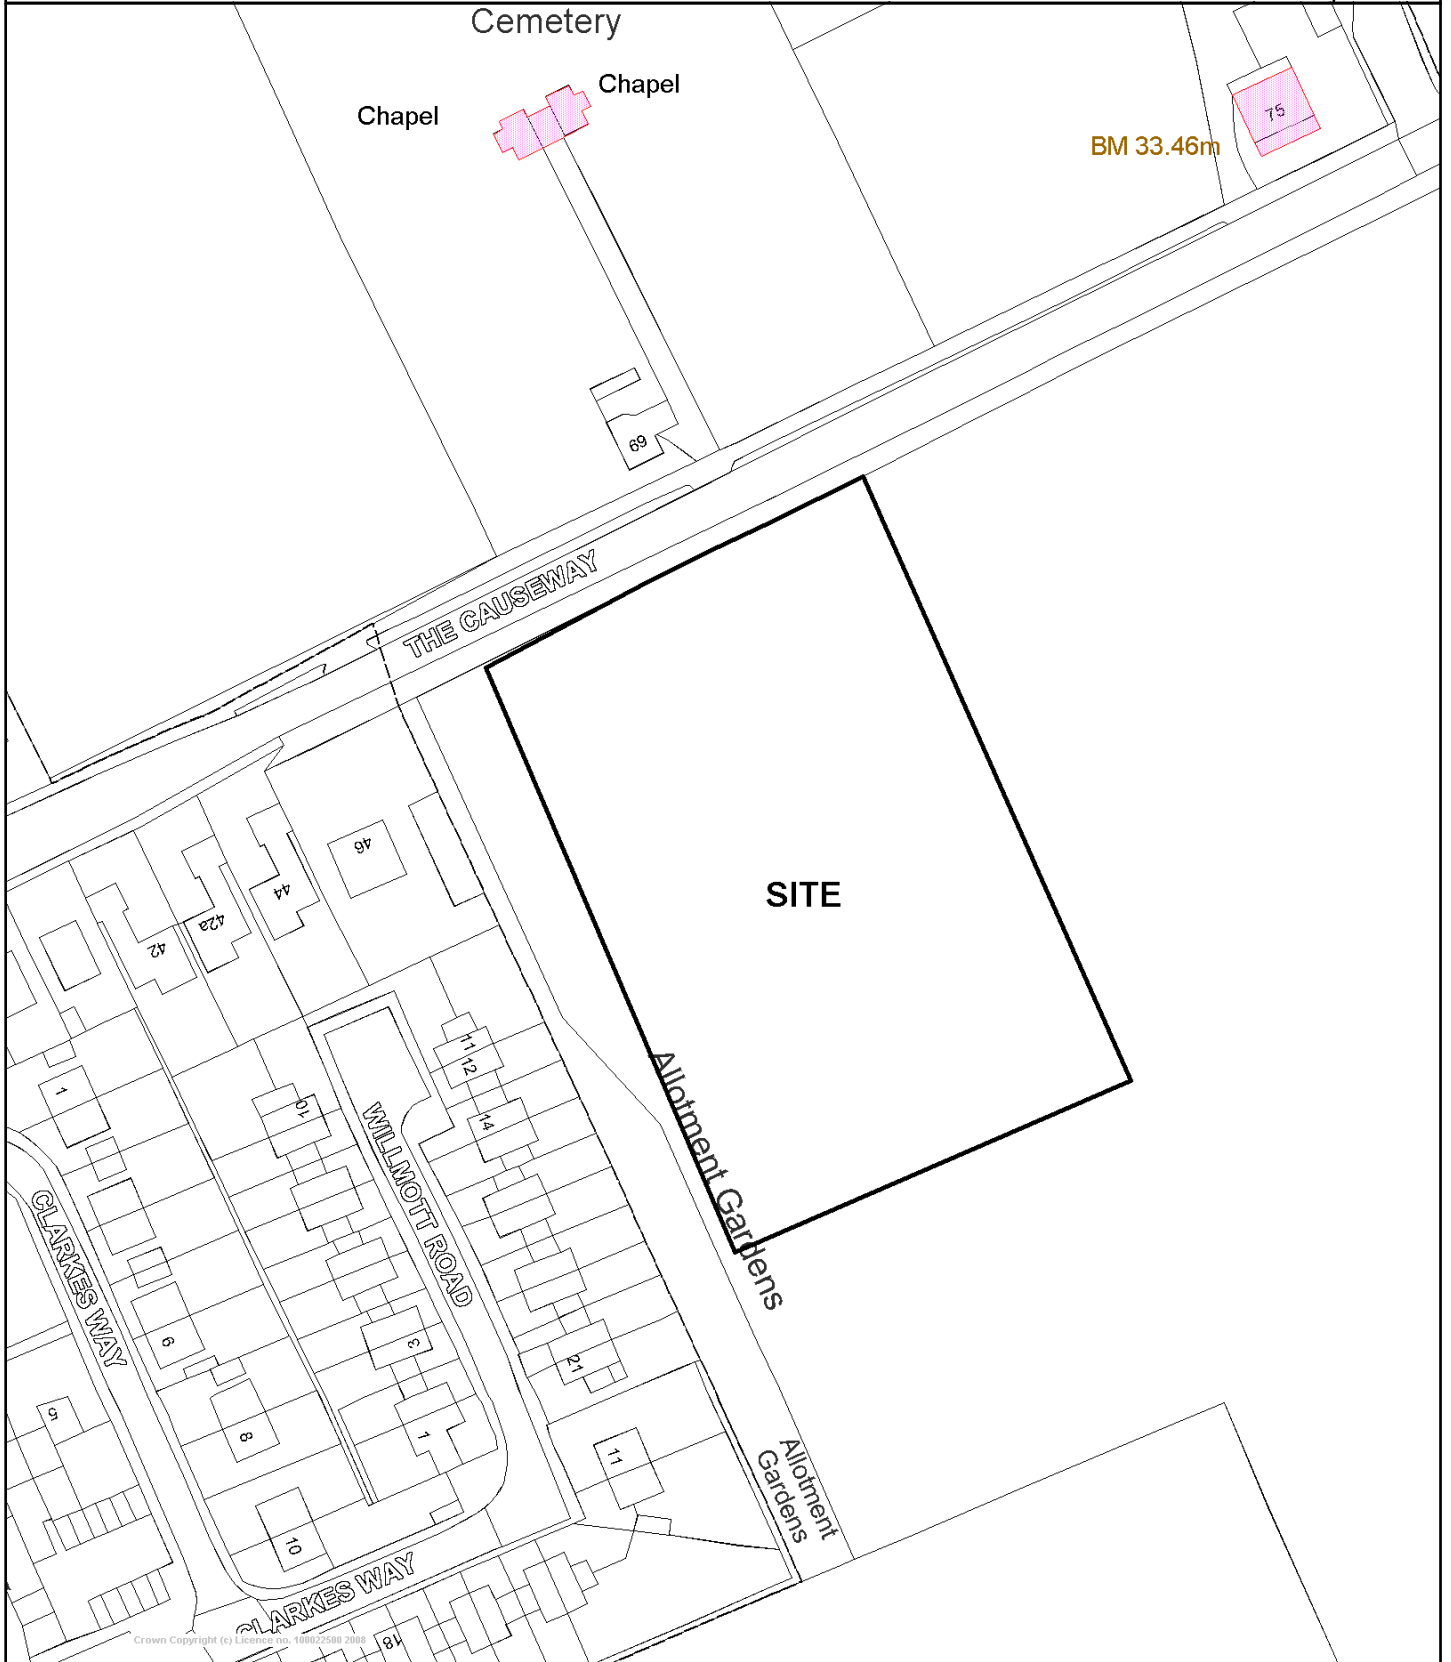 Cemetery
Chapel
Chapel
75
BM 33.46m
69
THE CAUSEWAY
46
44
42a
42
SITE
11
12
1
10
14
Allotment Gardens
WILLMOTT ROAD
CLARKES WAY
6
3
21
5
8
1
11
Allotment
Gardens
10
CLARKES WAY
18
Crown Copyright (c) Licence no. 100022500 2008